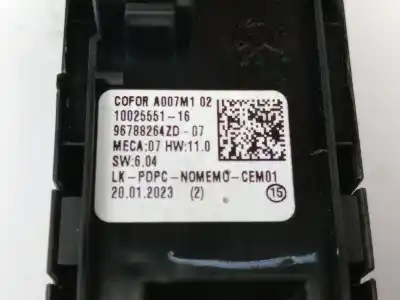 COFOR A007M1 02
10025551-16
96788264ZD-07
MECA:07 HW:11.0
SW:6.04
LK-PDPC-NOMEMO-CEM01
20.01.2023 (2) 15